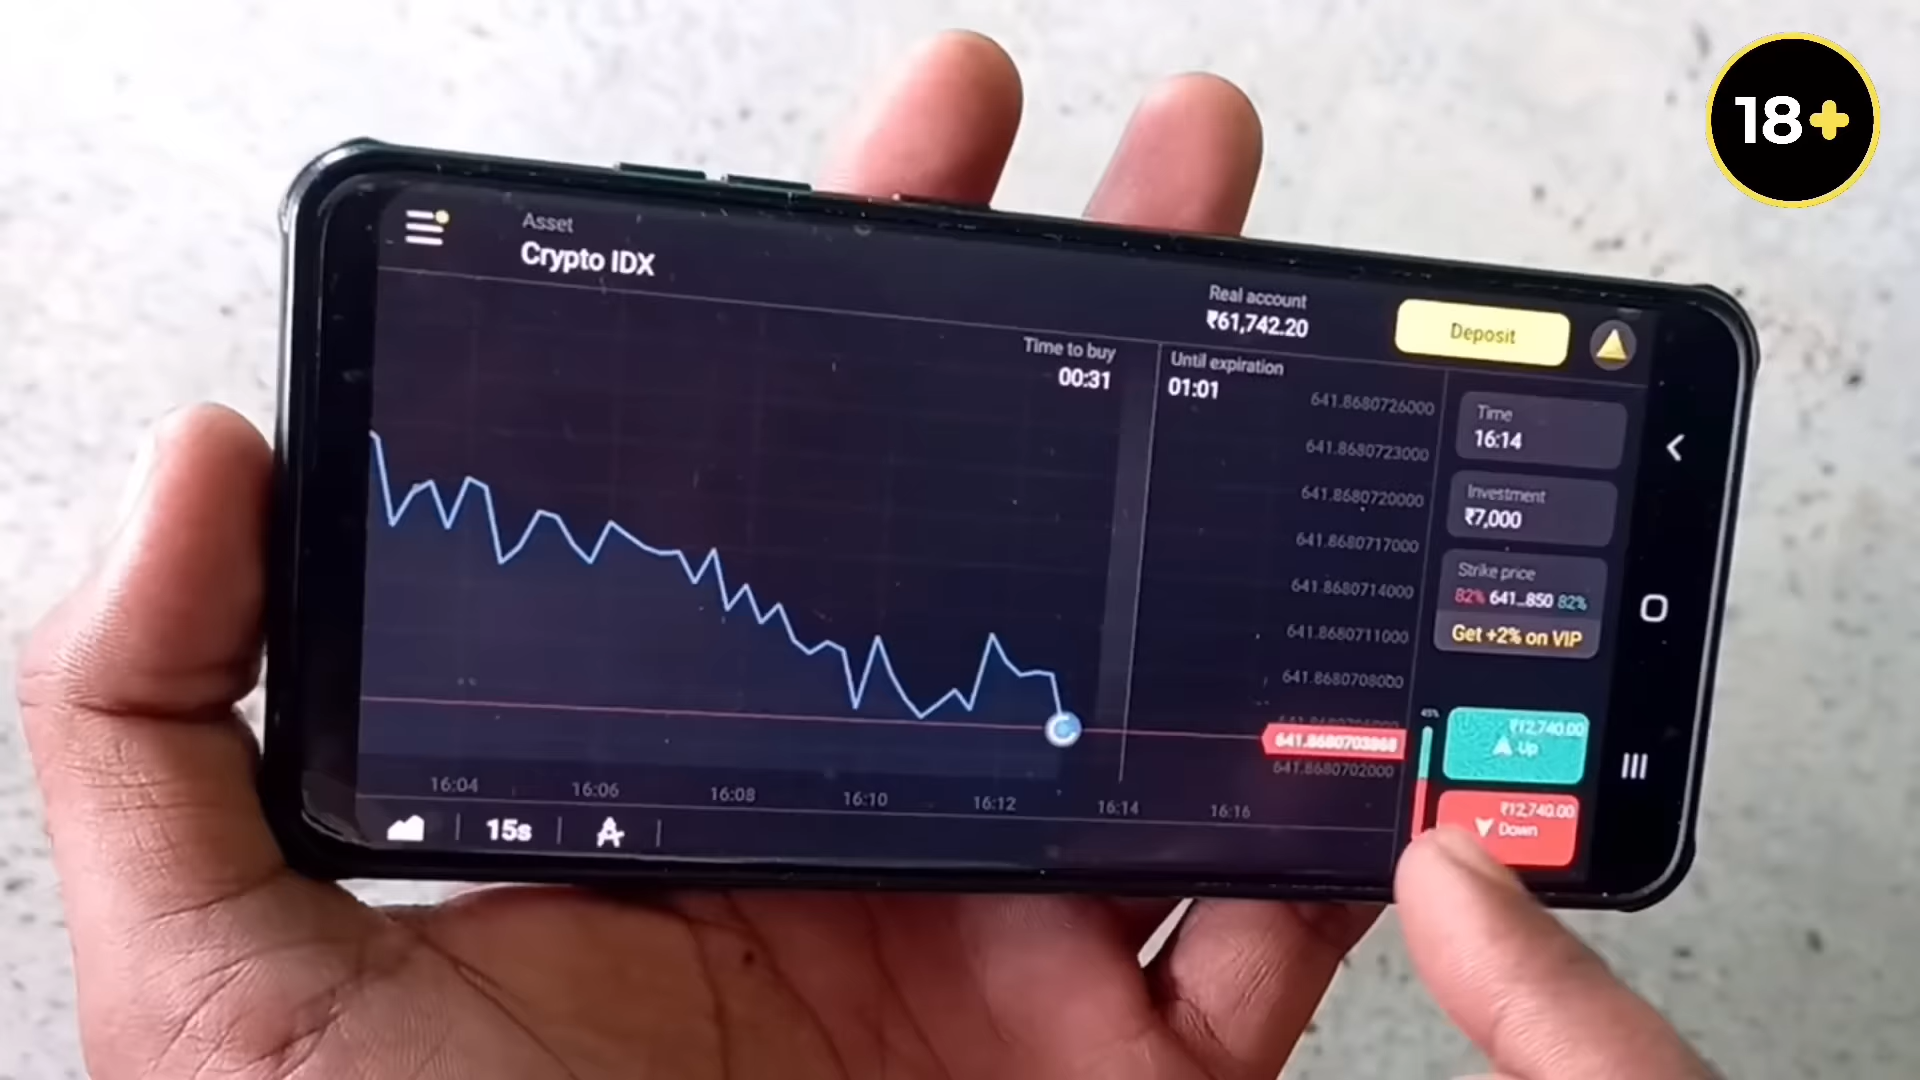 18+
Asset
Crypto IDX
Real account
₹61,742.20
Deposit
Time to buy
00:31
Until expiration
01:01
641.8680726000
641.8680723000
641.8680720000
641.8680717000
641.8680714000
641.8680711000
641.8680708000
641.8680702000
Time
16:14
Investment
₹7,000
Strike price
82% 641...850 82%
Get +2% on VIP
₹12,740.00
Up
₹12,740.00
Down
16:04
16:06
16:08
16:10
16:12
16:14
16:16
15s